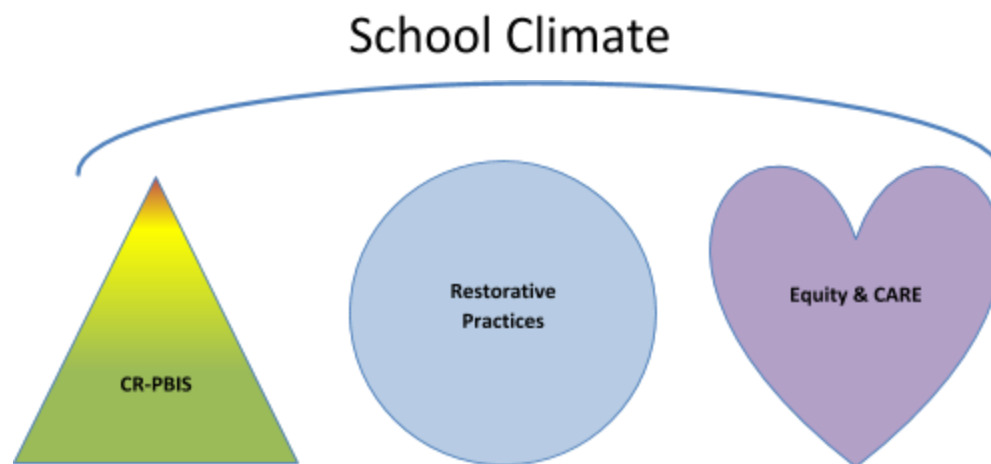 School Climate
CR-PBIS
Restorative
Practices
Equity & CARE